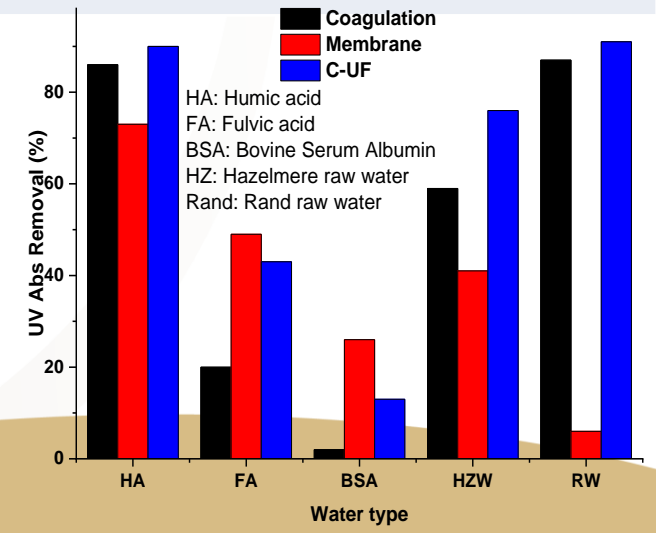 Coagulation
Membrane
C-UF
HA: Humic acid
FA: Fulvic acid
BSA: Bovine Serum Albumin
HZ: Hazelmere raw water
Rand: Rand raw water
UV Abs Removal (%)
80
60
40
20
0
HA FA BSA HZW RW
Water type